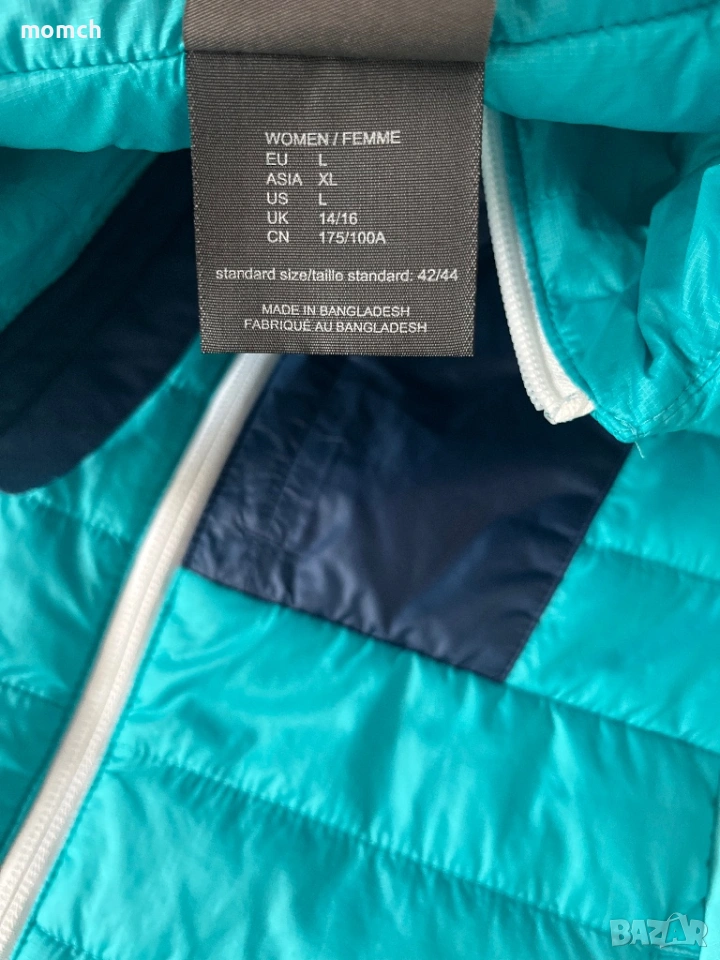 momch
WOMEN / FEMME
EU L
ASIA XL
US L
UK 14/16
CN 175/100A
standard size/taille standard: 42/44
MADE IN BANGLADESH
FABRIQUÉ AU BANGLADESH
BAZAR